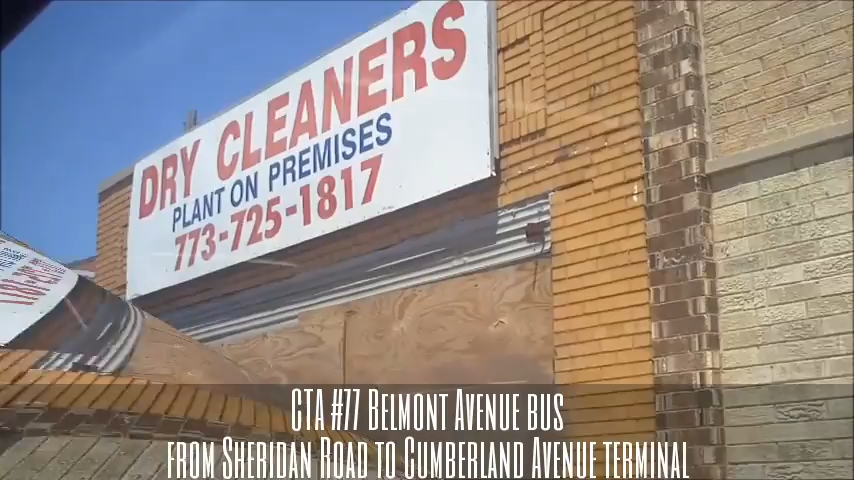 DRY CLEANERS
PLANT ON PREMISES
773-725-1817
CTA #77 Belmont Avenue bus
from Sheridan Road to Cumberland Avenue terminal